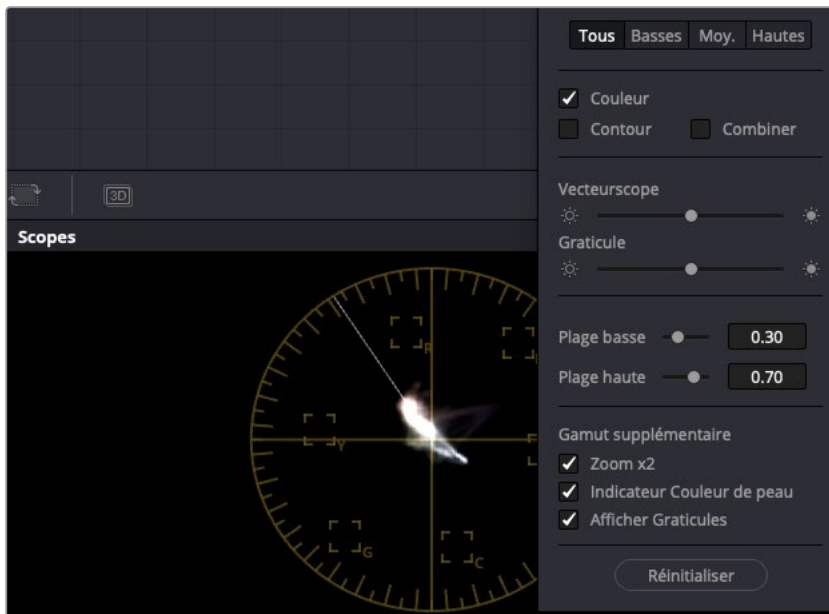 Tous Basses Moy. Hautes
Couleur
Contour Combiner
3D
Vecteurscope
Scopes
Graticule
R
Plage basse 0.30
Plage haute 0.70
Y
Gamut supplémentaire
Zoom x2
Indicateur Couleur de peau
Afficher Graticules
G
C
Réinitialiser